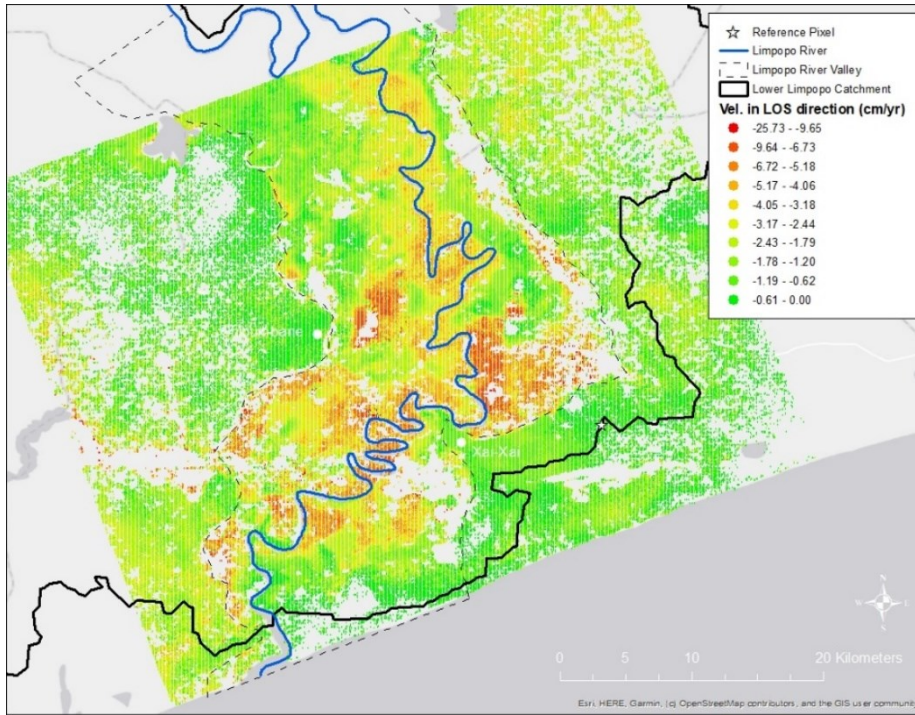 Reference Pixel
Limpopo River
Limpopo River Valley
Lower Limpopo Catchment
Vel. in LOS direction (cm/yr)
-25.73 - -9.65
-9.64 - -6.73
-6.72 - -5.18
-5.17 - -4.06
-4.05 - -3.18
-3.17 - -2.44
-2.43 - -1.79
-1.78 - -1.20
-1.19 - -0.62
-0.61 - 0.00
Xai-Xai
N
W E
S
0 5 10 20 Kilometers
Esri, HERE, Garmin, (c) OpenStreetMap contributors, and the GIS user community